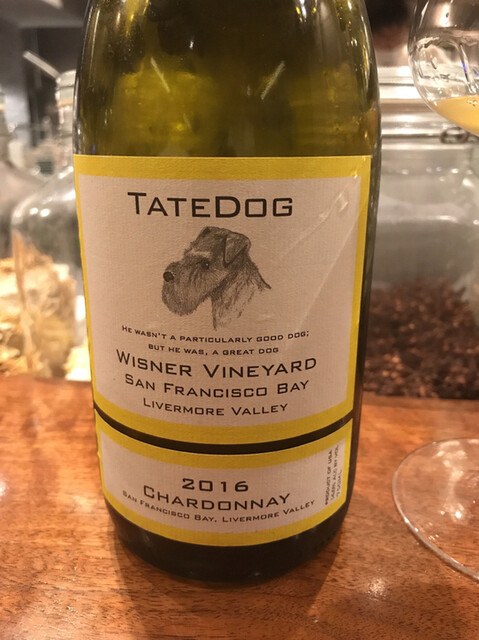 TATEDOG
HE WASN'T A PARTICULARLY GOOD DOG;
BUT HE WAS, A GREAT DOG
WISNER VINEYARD
SAN FRANCISCO BAY
LIVERMORE VALLEY
2016
CHARDONNAY
SAN FRANCISCO BAY, LIVERMORE VALLEY
PRODUCT OF USA
750ML